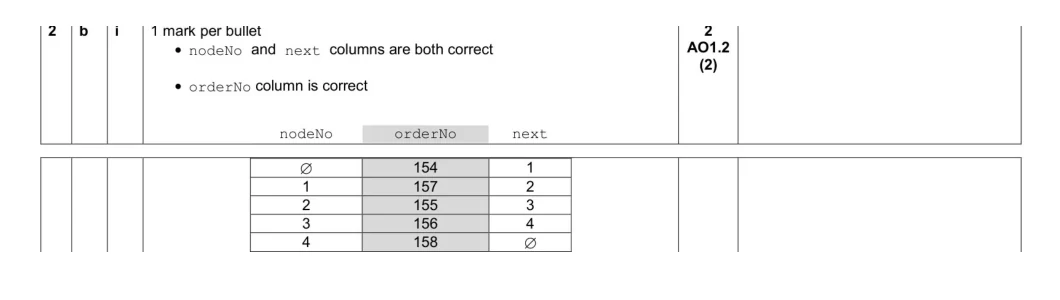 2 b i 1 mark per bullet 2
• nodeNo and next columns are both correct AO1.2
(2)
• orderNo column is correct
nodeNo orderNo next
∅ 154 1
1 157 2
2 155 3
3 156 4
4 158 ∅